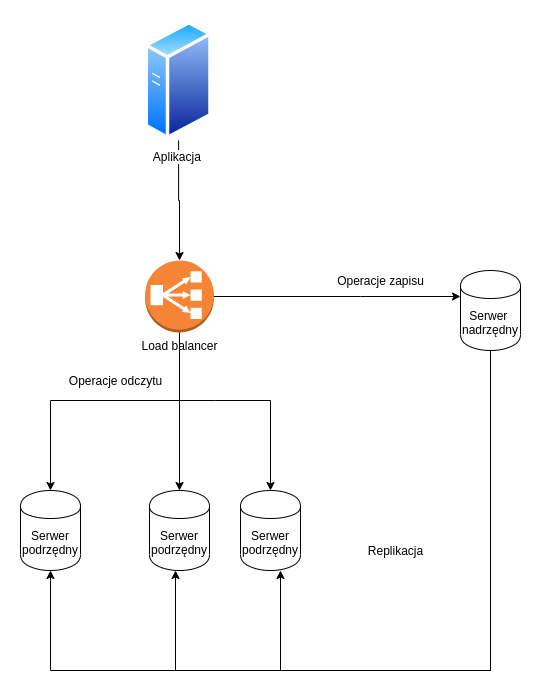 Aplikacja
Operacje zapisu
Serwer
nadrzędny
Load balancer
Operacje odczytu
Serwer
podrzędny
Serwer
podrzędny
Serwer
podrzędny
Replikacja